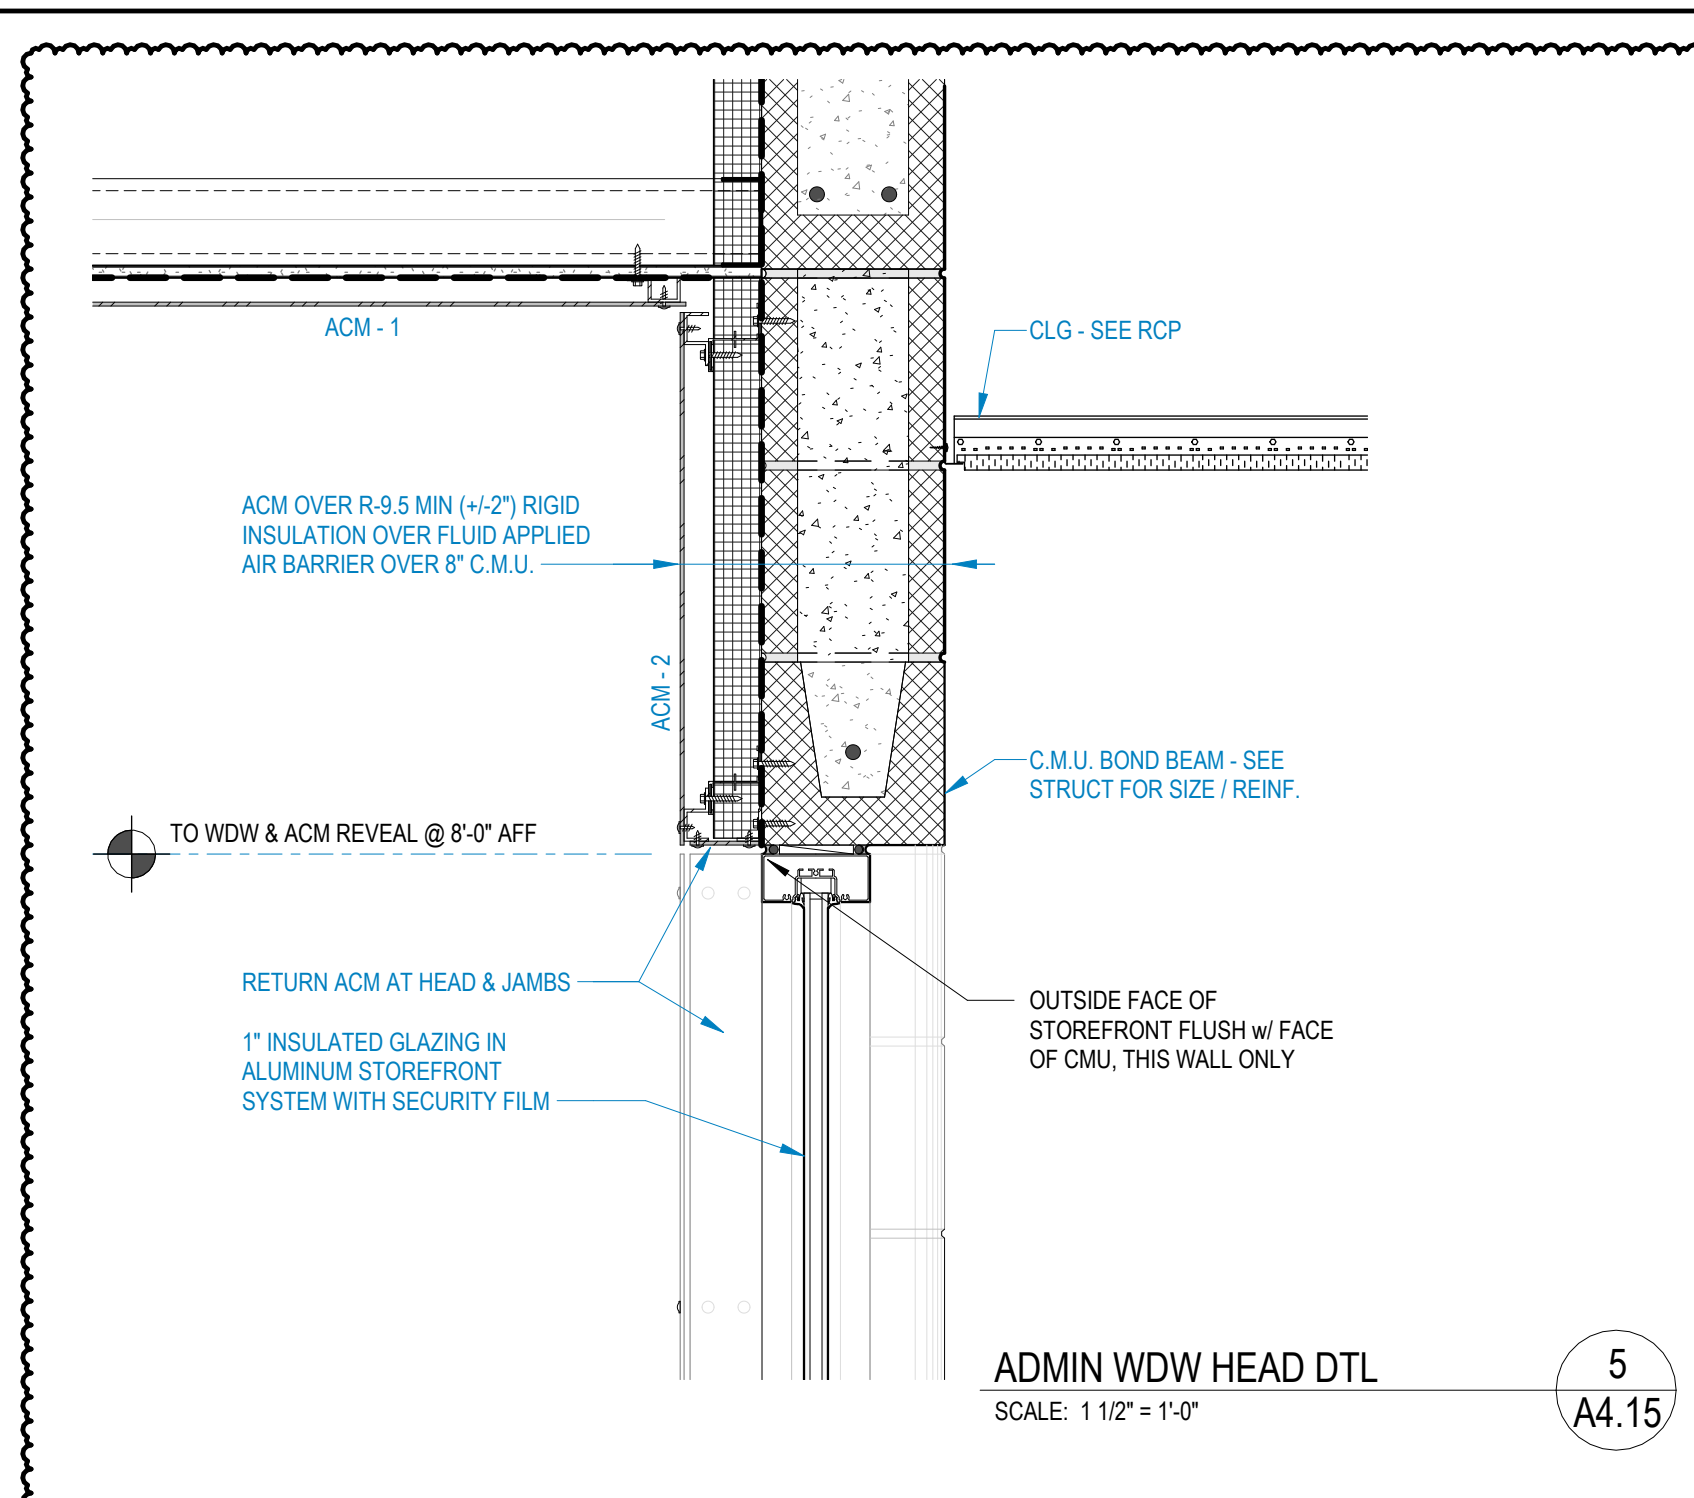 ACM - 1
CLG - SEE RCP
ACM OVER R-9.5 MIN (+/-2") RIGID
INSULATION OVER FLUID APPLIED
AIR BARRIER OVER 8" C.M.U.
ACM - 2
C.M.U. BOND BEAM - SEE
STRUCT FOR SIZE / REINF.
TO WDW & ACM REVEAL @ 8'-0" AFF
RETURN ACM AT HEAD & JAMBS
OUTSIDE FACE OF
STOREFRONT FLUSH w/ FACE
OF CMU, THIS WALL ONLY
1" INSULATED GLAZING IN
ALUMINUM STOREFRONT
SYSTEM WITH SECURITY FILM
ADMIN WDW HEAD DTL
SCALE: 1 1/2" = 1'-0"
5
A4.15